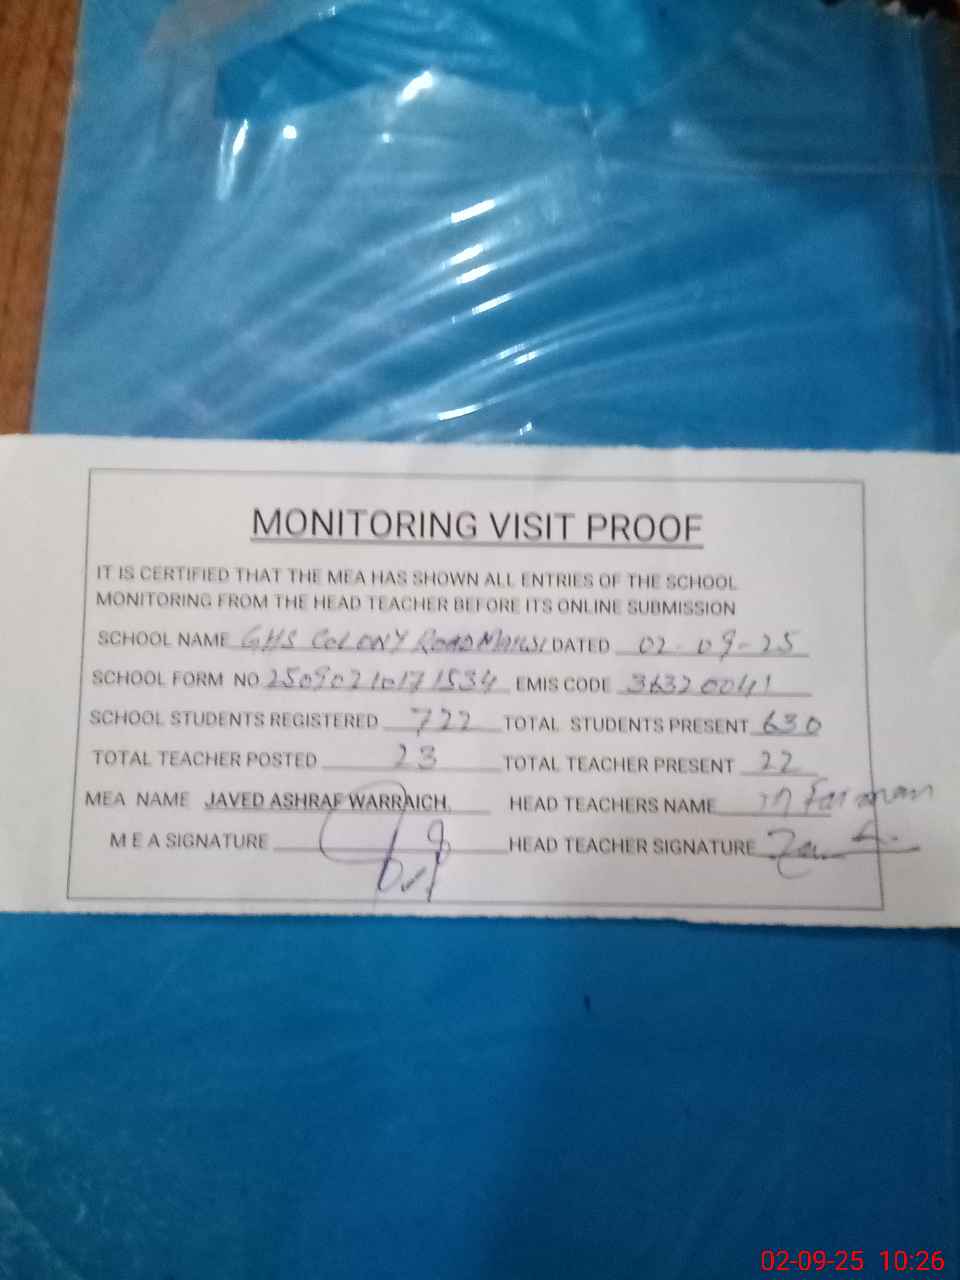 MONITORING VISIT PROOF
IT IS CERTIFIED THAT THE MEA HAS SHOWN ALL ENTRIES OF THE SCHOOL
MONITORING FROM THE HEAD TEACHER BEFORE ITS ONLINE SUBMISSION
SCHOOL NAME GHS COLONY ROAD MAILSI DATED 02-09-25
SCHOOL FORM NO 25090210171534 EMIS CODE 36320041
SCHOOL STUDENTS REGISTERED 722 TOTAL STUDENTS PRESENT 630
TOTAL TEACHER POSTED 23 TOTAL TEACHER PRESENT 22
MEA NAME JAVED ASHRAF WARRAICH. HEAD TEACHERS NAME
M E A SIGNATURE HEAD TEACHER SIGNATURE
02-09-25 10:26